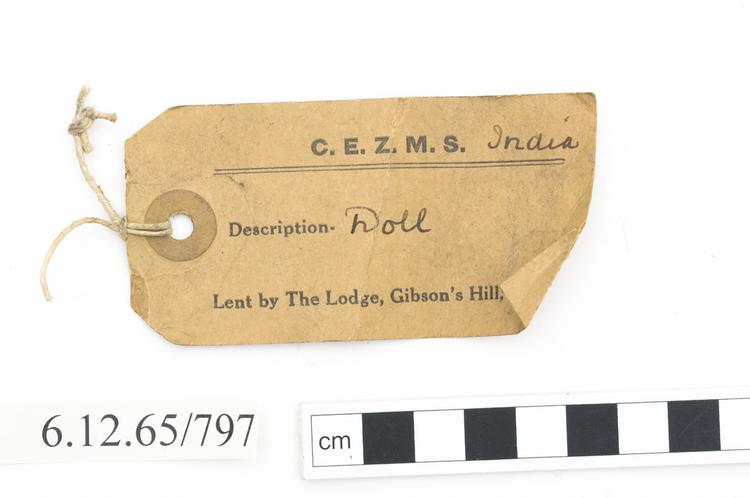 C. E. Z. M. S. India
Description- Doll
Lent by The Lodge, Gibson's Hill,
6.12.65/797
cm